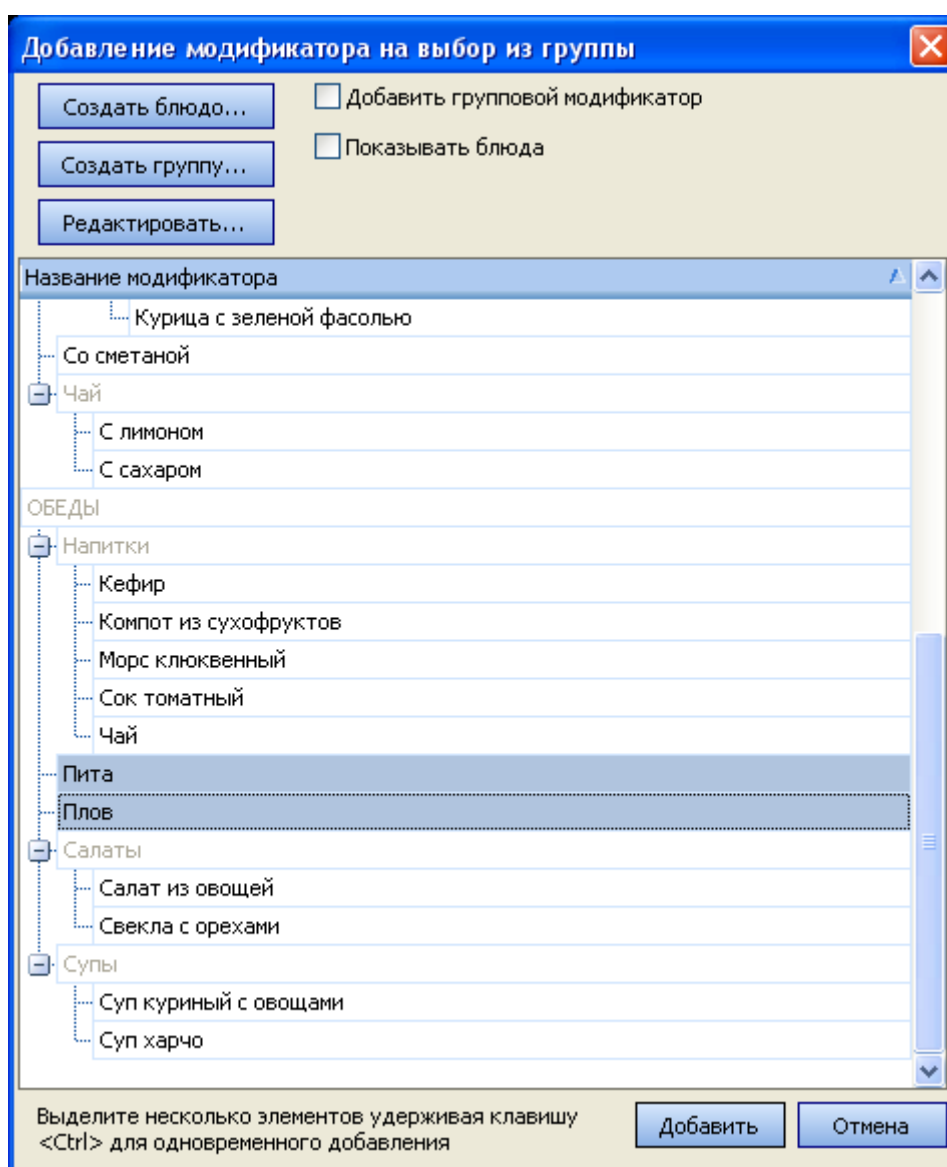 Добавление модификатора на выбор из группы
Создать блюдо...
Добавить групповой модификатор
Создать группу...
Показывать блюда
Редактировать...
Название модификатора
Курица с зеленой фасолью
Со сметаной
Чай
С лимоном
С сахаром
ОБЕДЫ
Напитки
Кефир
Компот из сухофруктов
Морс клюквенный
Сок томатный
Чай
Пита
Плов
Салаты
Салат из овощей
Свекла с орехами
Супы
Суп куриный с овощами
Суп харчо
Выделите несколько элементов удерживая клавишу
<Ctrl> для одновременного добавления
Добавить
Отмена